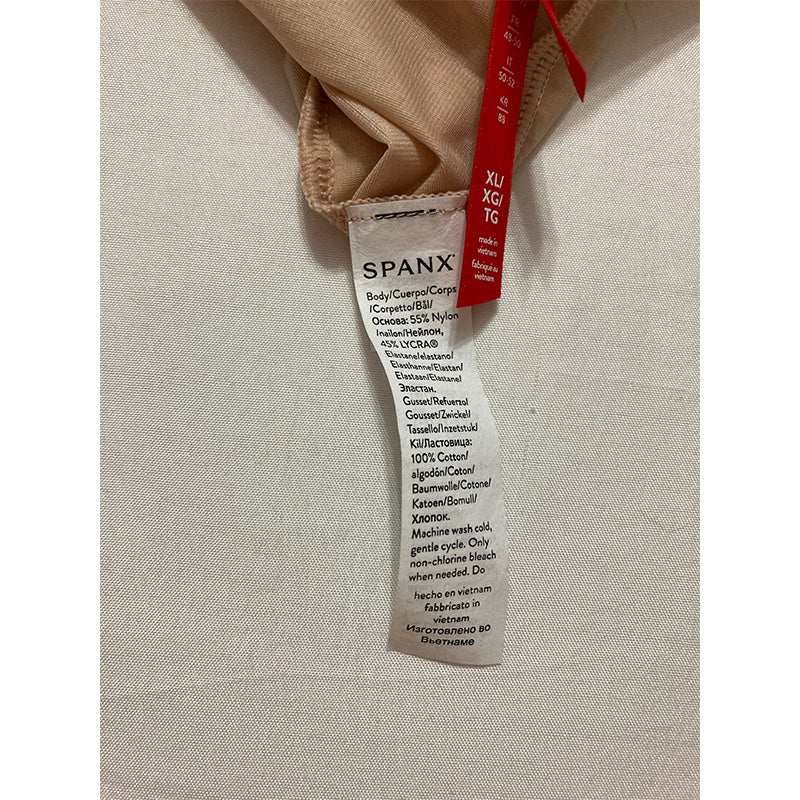 FR
48-50
IT
50-52
KR
88
XL/
XG/
TG
made in
vietnam
fabriqué au
vietnam
SPANX
Body/Cuerpo/Corps
/Corpetto/Bål/
Основа: 55% Nylon
/nailon/Нейлон,
45% LYCRA®
Elastane/elastano/
Elasthanne/Elastan/
Elastaan/Elastane/
Эластан.
Gusset/Refuerzo/
Gousset/Zwickel/
Tassello/Inzetstuk/
Kil/Ластовица:
100% Cotton/
algodón/Coton/
Baumwolle/Cotone/
Katoen/Bomull/
Хлопок.
Machine wash cold,
gentle cycle. Only
non-chlorine bleach
when needed. Do
hecho en vietnam
fabbricato in
vietnam
Изготовлено во
Вьетнаме